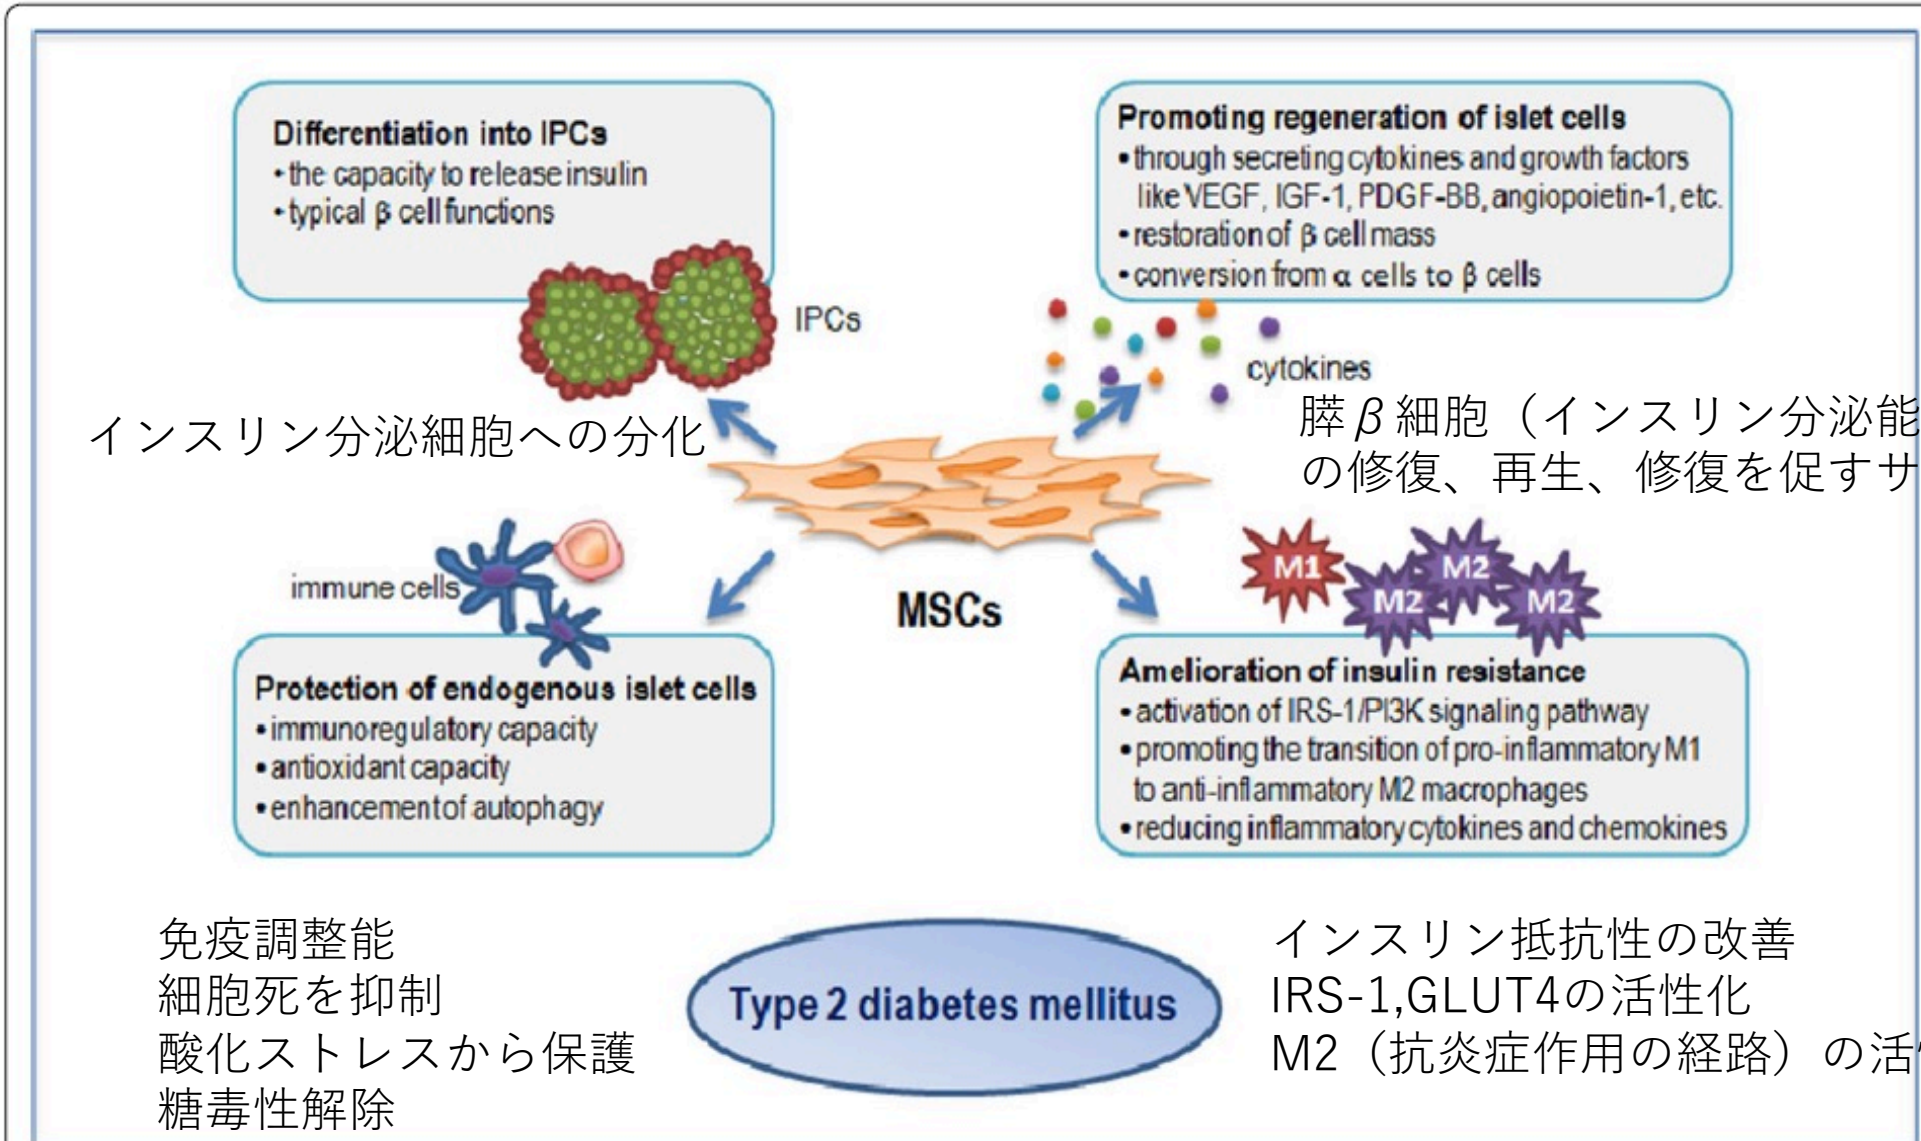 Differentiation into IPCs
• the capacity to release insulin
• typical β cell functions
IPCs
インスリン分泌細胞への分化
Promoting regeneration of islet cells
• through secreting cytokines and growth factors
like VEGF, IGF-1, PDGF-BB, angiopoietin-1, etc.
• restoration of β cell mass
• conversion from α cells to β cells
cytokines
膵β細胞（インスリン分泌能
の修復、再生、修復を促すサ
MSCs
immune cells
Protection of endogenous islet cells
• immunoregulatory capacity
• antioxidant capacity
• enhancement of autophagy
M1
M2
M2
M2
Amelioration of insulin resistance
• activation of IRS-1/PI3K signaling pathway
• promoting the transition of pro-inflammatory M1
to anti-inflammatory M2 macrophages
• reducing inflammatory cytokines and chemokines
免疫調整能
細胞死を抑制
酸化ストレスから保護
糖毒性解除
Type 2 diabetes mellitus
インスリン抵抗性の改善
IRS-1,GLUT4の活性化
M2（抗炎症作用の経路）の活